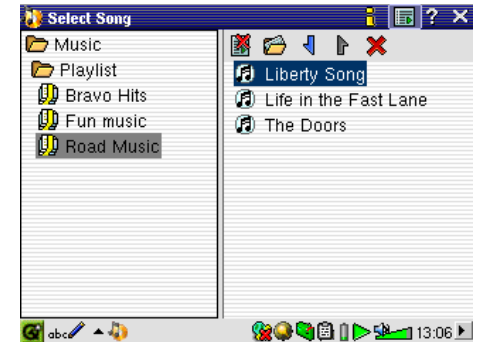 Select Song ?
Music
Playlist
Bravo Hits
Fun music
Road Music
Liberty Song
Life in the Fast Lane
The Doors
abc 13:06